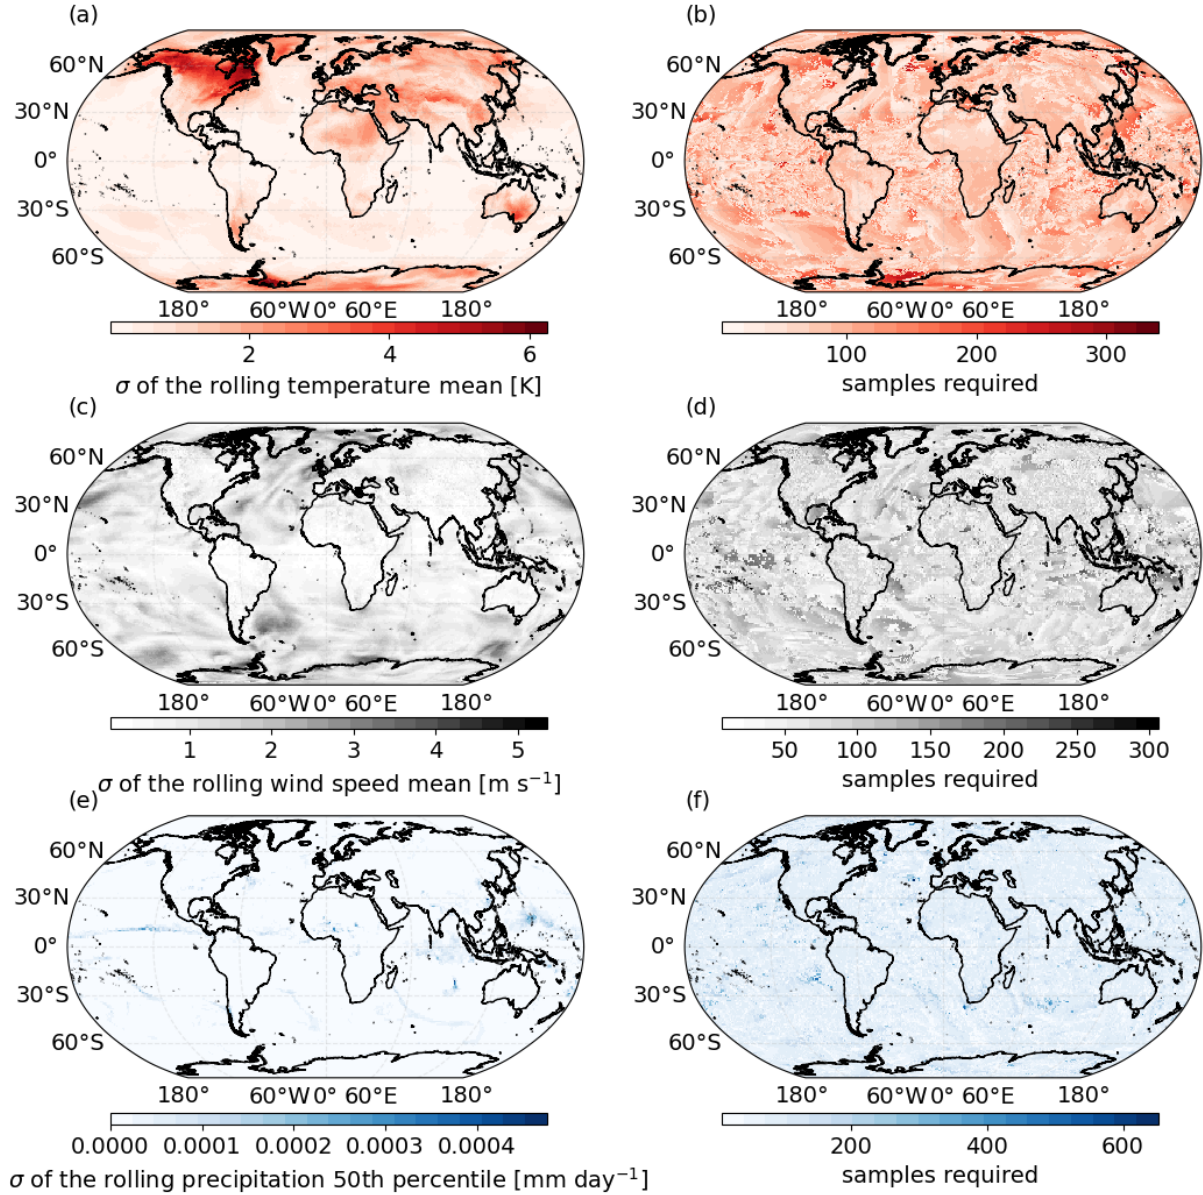 (a)
(b)
60°N
30°N
0°
30°S
60°S
180° 60°W 0° 60°E 180°
2 4 6
σ of the rolling temperature mean [K]
60°N
30°N
0°
30°S
60°S
180° 60°W 0° 60°E 180°
100 200 300
samples required
(c)
(d)
60°N
30°N
0°
30°S
60°S
180° 60°W 0° 60°E 180°
1 2 3 4 5
σ of the rolling wind speed mean [m s⁻¹]
60°N
30°N
0°
30°S
60°S
180° 60°W 0° 60°E 180°
50 100 150 200 250 300
samples required
(e)
(f)
60°N
30°N
0°
30°S
60°S
180° 60°W 0° 60°E 180°
0.0000 0.0001 0.0002 0.0003 0.0004
σ of the rolling precipitation 50th percentile [mm day⁻¹]
60°N
30°N
0°
30°S
60°S
180° 60°W 0° 60°E 180°
200 400 600
samples required